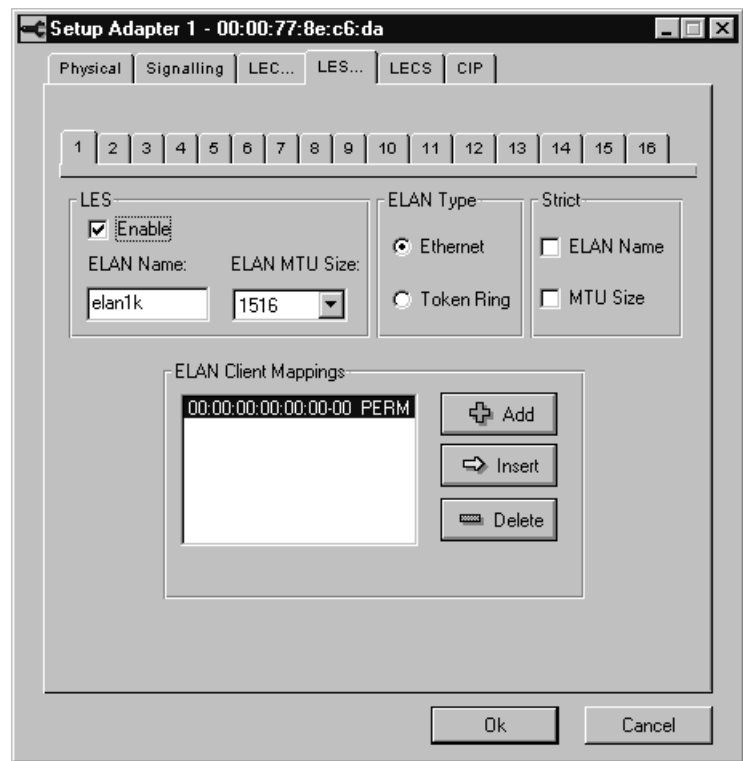 Setup Adapter 1 - 00:00:77:8e:c6:da
Physical Signalling LEC... LES... LECS CIP
1 2 3 4 5 6 7 8 9 10 11 12 13 14 15 16
LES
Enable
ELAN Name: ELAN MTU Size:
elan1k 1516
ELAN Type
Ethernet
Token Ring
Strict
ELAN Name
MTU Size
ELAN Client Mappings
00:00:00:00:00:00-00 PERM
Add
Insert
Delete
Ok Cancel